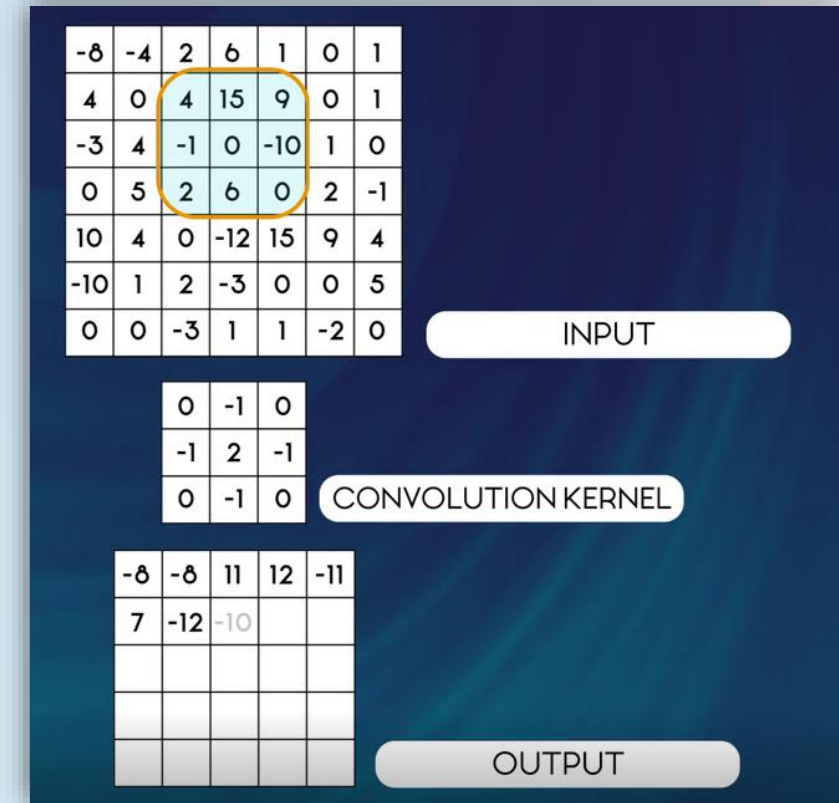 -8 -4 2 6 1 0 1
4 0 4 15 9 0 1
-3 4 -1 0 -10 1 0
0 5 2 6 0 2 -1
10 4 0 -12 15 9 4
-10 1 2 -3 0 0 5
0 0 -3 1 1 -2 0
INPUT
0 -1 0
-1 2 -1
0 -1 0
CONVOLUTION KERNEL
-8 -8 11 12 -11
7 -12 -10
OUTPUT